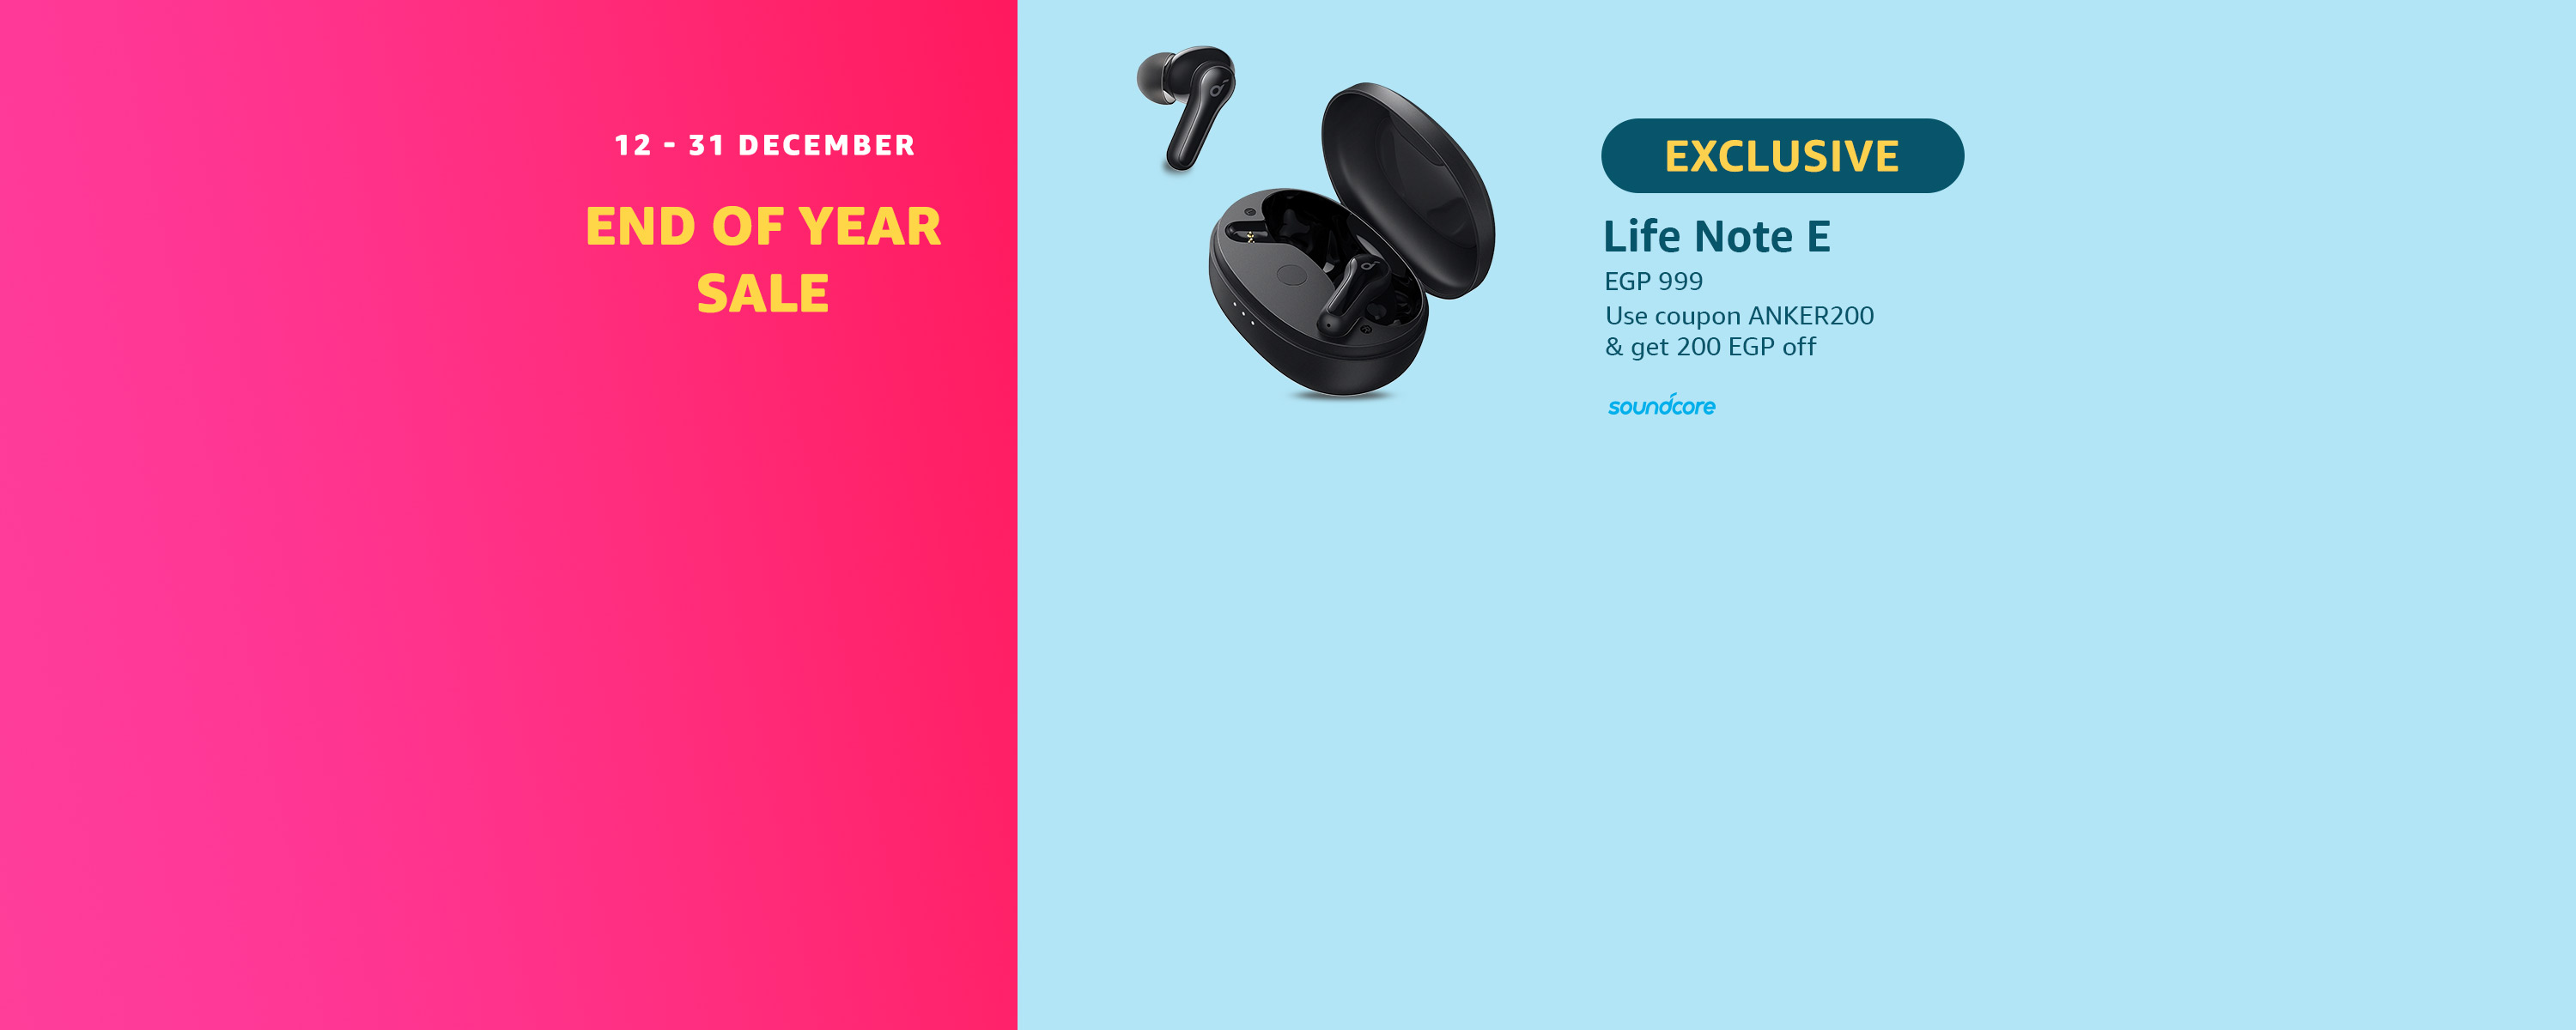 12 - 31 DECEMBER
END OF YEAR
SALE
EXCLUSIVE
Life Note E
EGP 999
Use coupon ANKER200
& get 200 EGP off
soundcore